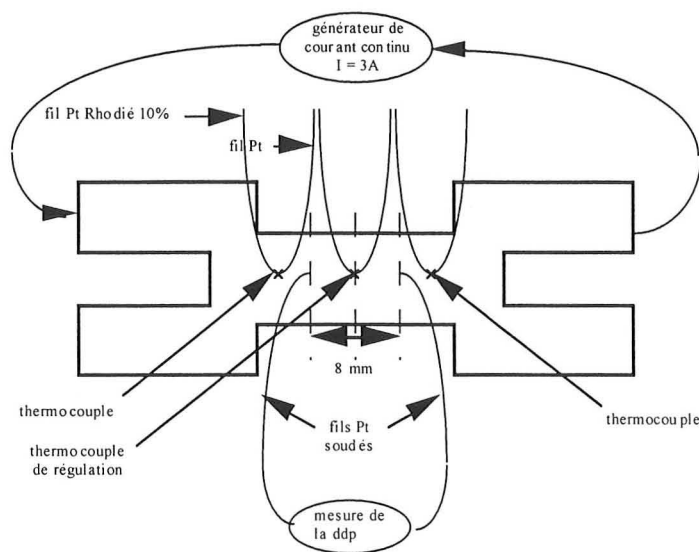 générateur de
courant continu
I = 3A
fil Pt Rhodié 10%
fil Pt
8 mm
thermocouple
thermocouple
de régulation
fils Pt
soudés
thermocouple
mesure de
la ddp